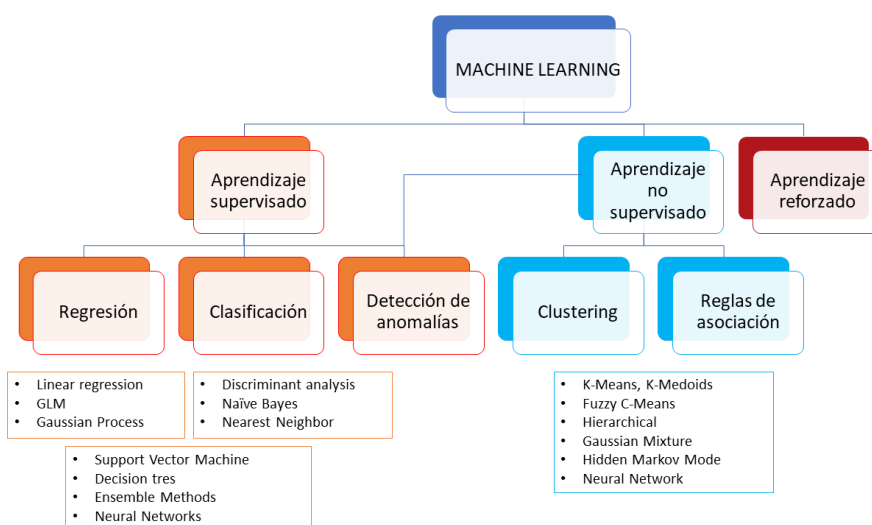 MACHINE LEARNING
Aprendizaje
supervisado
Aprendizaje
no
supervisado
Aprendizaje
reforzado
Regresión
Clasificación
Detección de
anomalías
Clustering
Reglas de
asociación
• Linear regression
• GLM
• Gaussian Process
• Discriminant analysis
• Naïve Bayes
• Nearest Neighbor
• Support Vector Machine
• Decision tres
• Ensemble Methods
• Neural Networks
• K-Means, K-Medoids
• Fuzzy C-Means
• Hierarchical
• Gaussian Mixture
• Hidden Markov Mode
• Neural Network